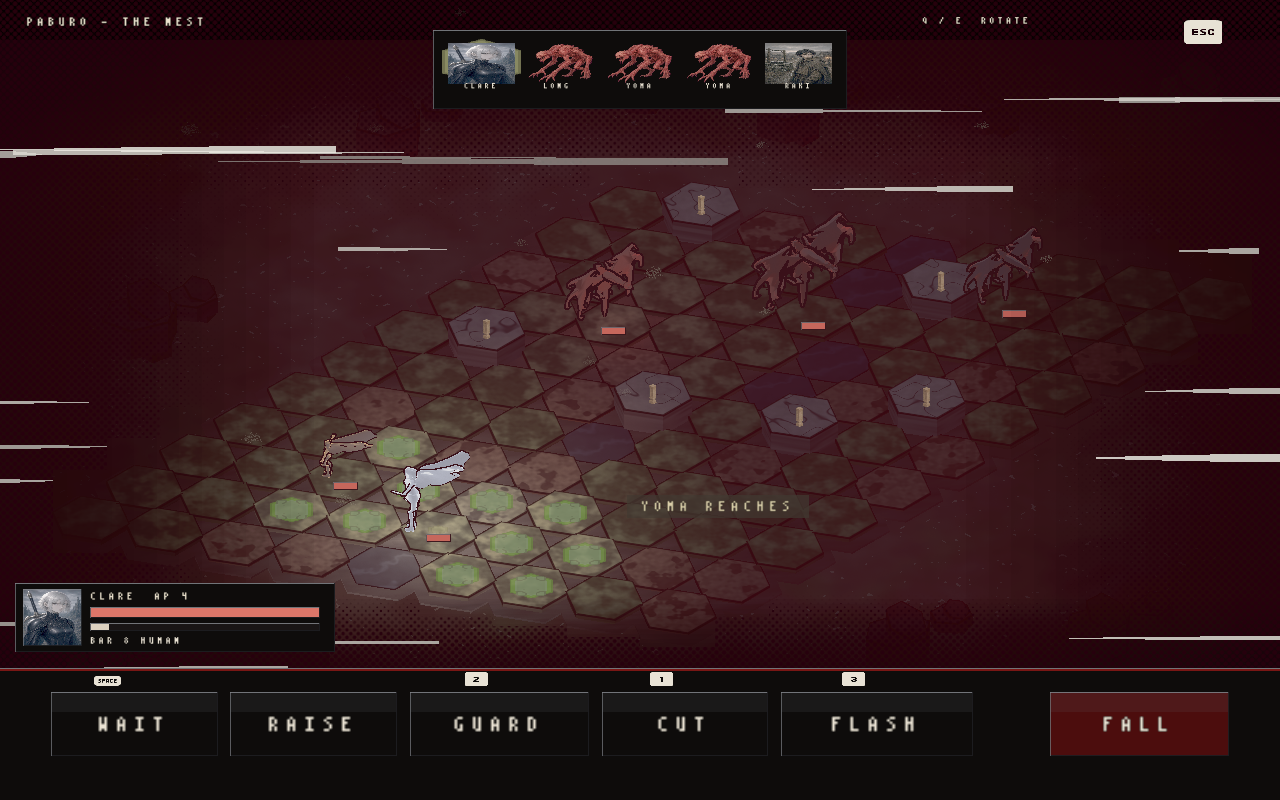 PABURO - THE NEST
Q / E ROTATE
ESC
CLARE
LONG
YOMA
YOMA
RAKI
YOMA REACHES
CLARE AP 4
BAR 8 HUMAN
SPACE
2
1
3
WAIT
RAISE
GUARD
CUT
FLASH
FALL